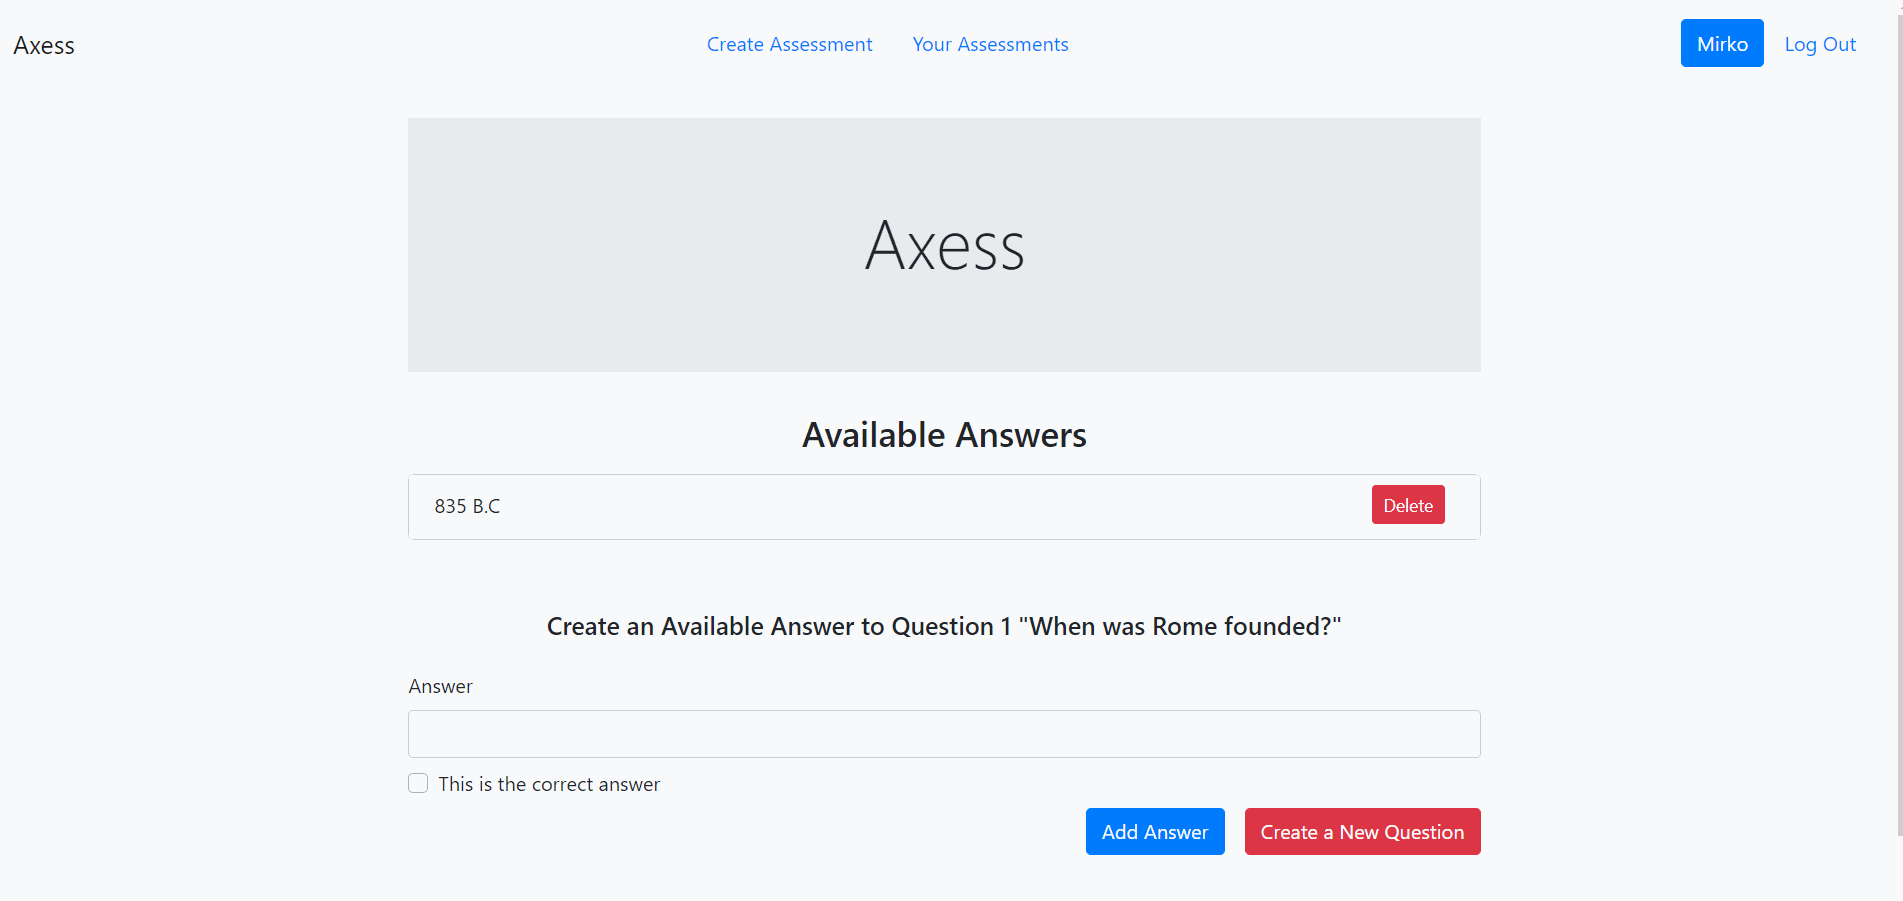 Axess
Create Assessment
Your Assessments
Mirko
Log Out
Axess
Available Answers
835 B.C
Delete
Create an Available Answer to Question 1 "When was Rome founded?"
Answer
This is the correct answer
Add Answer
Create a New Question